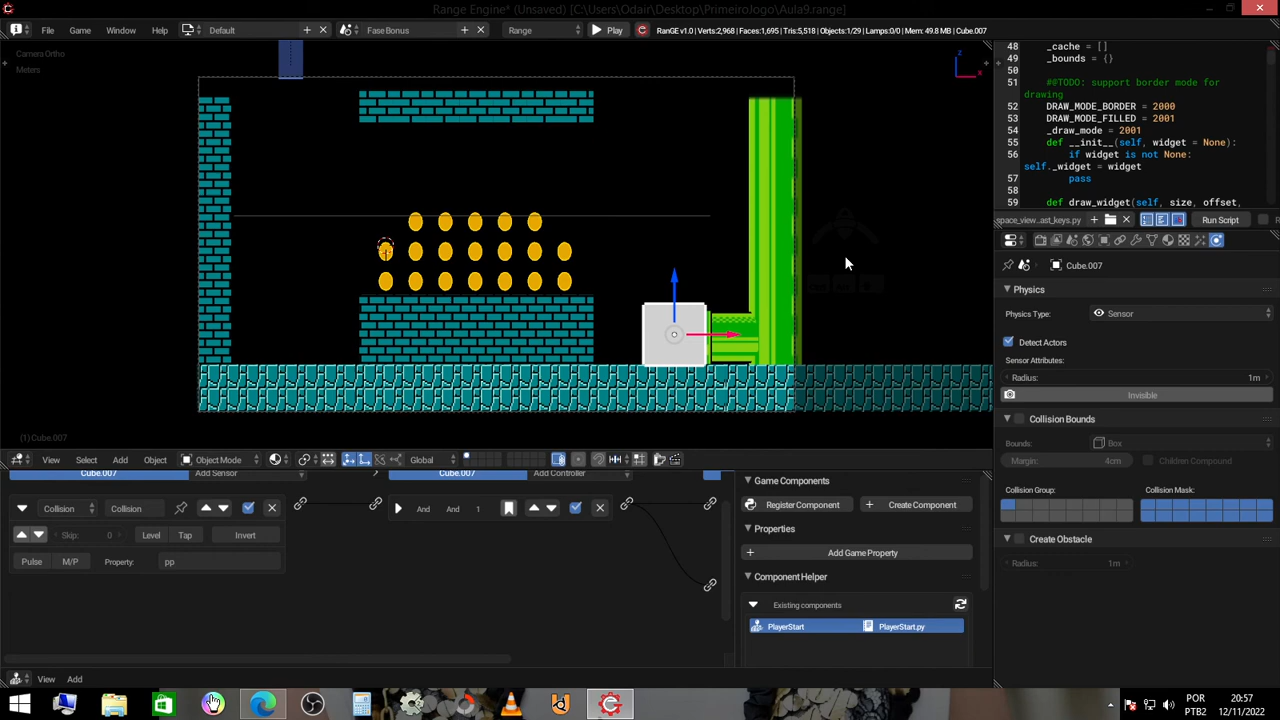 Range Engine* (Unsaved) [C:\Users\Odair\Desktop\PrimeiroJogo\Aula9.range]
File Game Window Help Default Fase Bonus Range Play RanGE v1.0 | Verts:2,968 | Faces:1,695 | Tris:5,518 | Objects:1/29 | Lamps:0/0 | Mem: 49.8 MB | Cube.007
Camera Ortho
Meters
z
x
48 _cache = []
49 _bounds = {}
50
51 ##TODO: support border mode for
drawing
52 DRAW_MODE_BORDER = 2000
53 DRAW_MODE_FILLED = 2001
54 _draw_mode = 2001
55 def __init__(self, widget = None):
56 if widget is not None:
self._widget = widget
57 pass
58
59 def draw_widget(self, size, offset,
space_view...ast_keys.py Run Script
Cube.007
Physics
Physics Type: Sensor
Detect Actors
Sensor Attributes:
Radius: 1m
Invisible
Collision Bounds
Bounds: Box
Margin: 4cm Children Compound
Collision Group: Collision Mask:
Create Obstacle
Radius: 1m
(1) Cube.007
View Select Add Object Object Mode Global
Cube.007 Add Sensor Cube.007 Add Controller
Collision Collision And And 1
Skip: 0 Level Tap Invert
Pulse M/P Property: pp
Game Components
Register Component Create Component
Properties
Add Game Property
Component Helper
Existing components
PlayerStart PlayerStart.py
View Add
POR 20:57
PTB2 12/11/2022